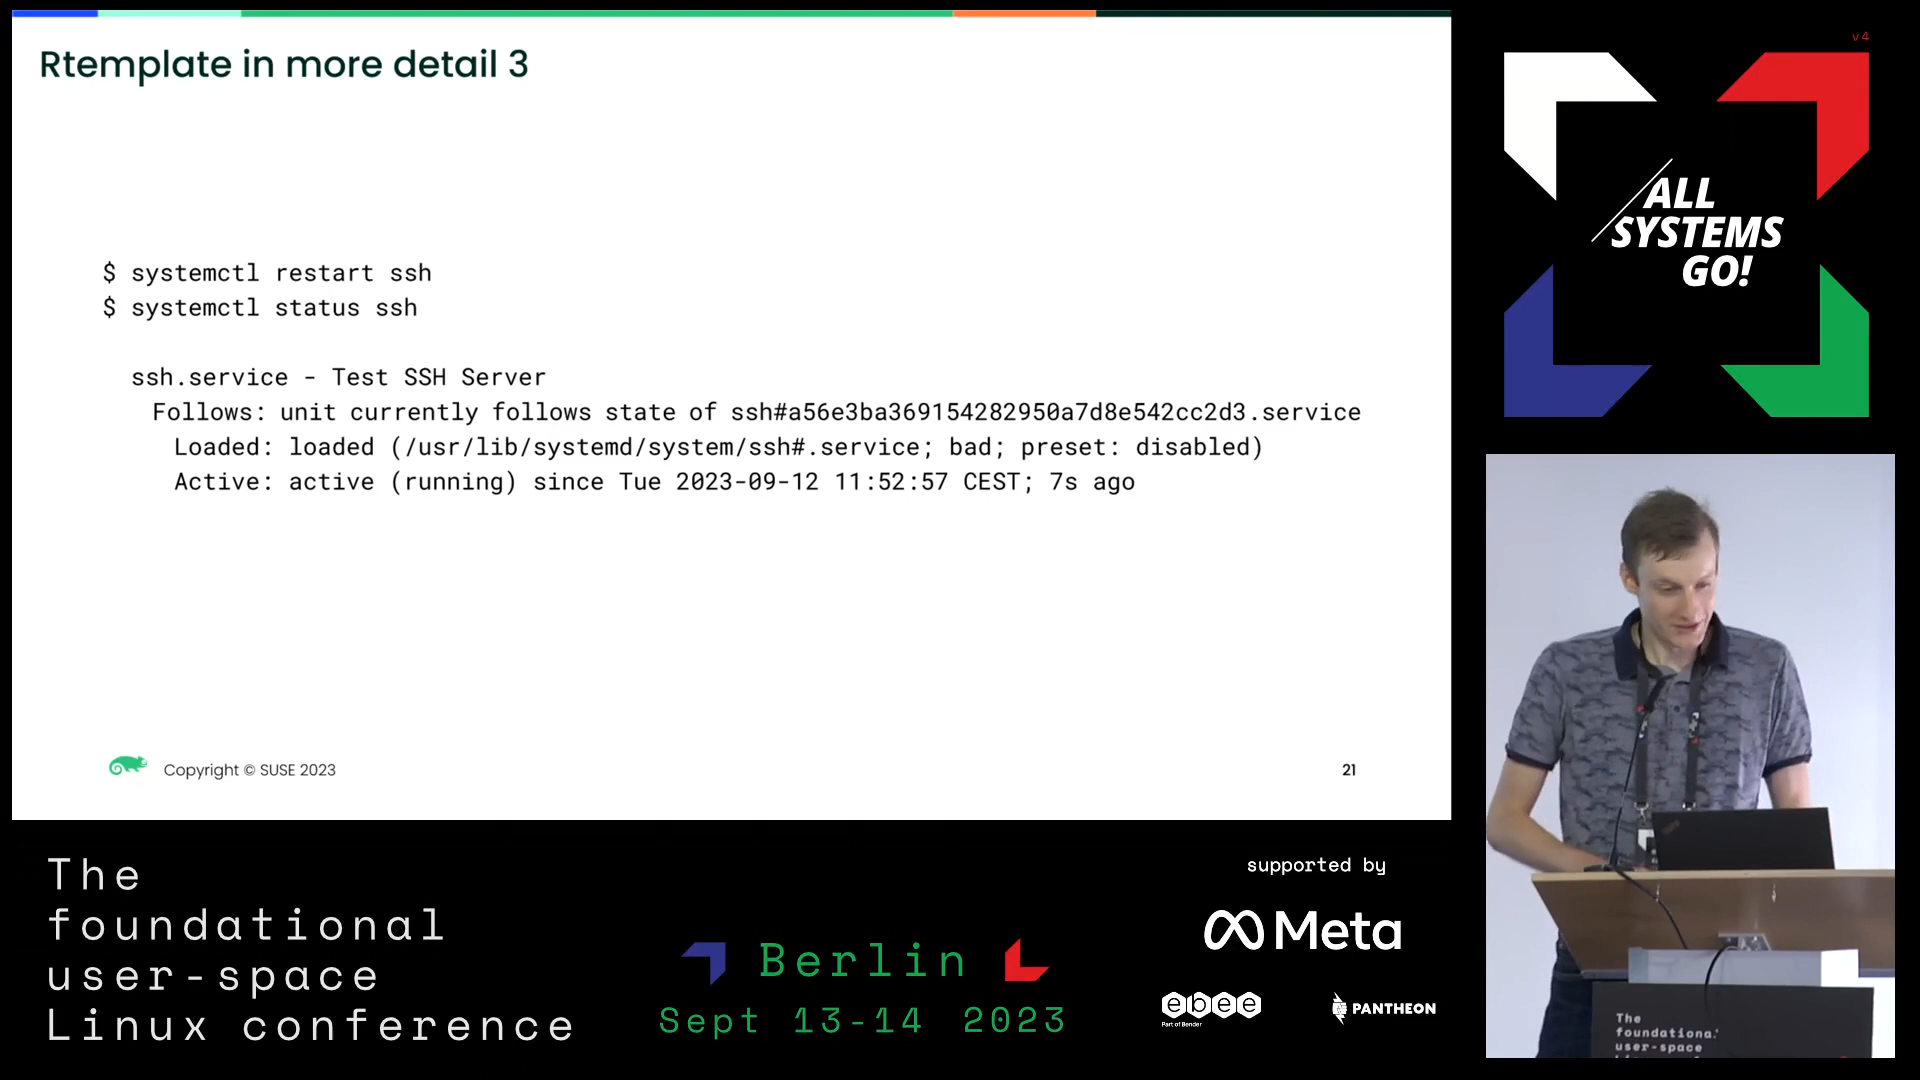 Rtemplate in more detail 3
$ systemctl restart ssh
$ systemctl status ssh
ssh.service - Test SSH Server
Follows: unit currently follows state of ssh#a56e3ba369154282950a7d8e542cc2d3.service
Loaded: loaded (/usr/lib/systemd/system/ssh#.service; bad; preset: disabled)
Active: active (running) since Tue 2023-09-12 11:52:57 CEST; 7s ago
Copyright © SUSE 2023
21
v4
ALL
SYSTEMS
GO!
The
foundational
user-space
Linux conference
Berlin
Sept 13-14 2023
supported by
Meta
ebee
Part of Bender
PANTHEON
The
foundational
user-space